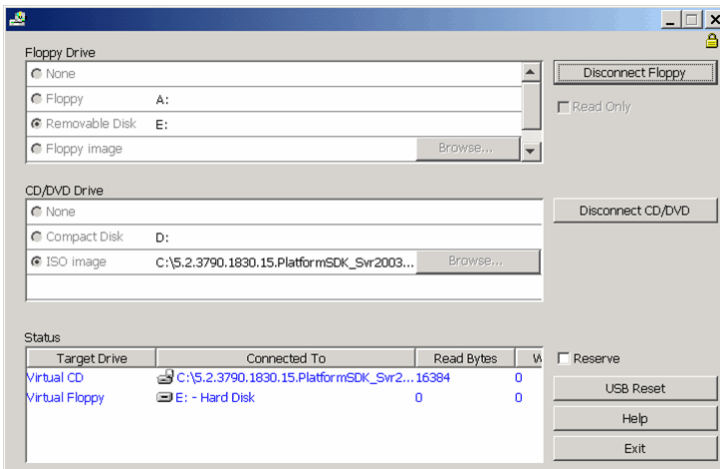 Floppy Drive
None
Floppy A:
Removable Disk E:
Floppy image Browse...
Disconnect Floppy
Read Only
CD/DVD Drive
None
Compact Disk D:
ISO image C:\5.2.3790.1830.15.PlatformSDK_Svr2003... Browse...
Disconnect CD/DVD
Status
Target Drive Connected To Read Bytes W
Virtual CD C:\5.2.3790.1830.15.PlatformSDK_Svr2... 16384 0
Virtual Floppy E: - Hard Disk 0 0
Reserve
USB Reset
Help
Exit